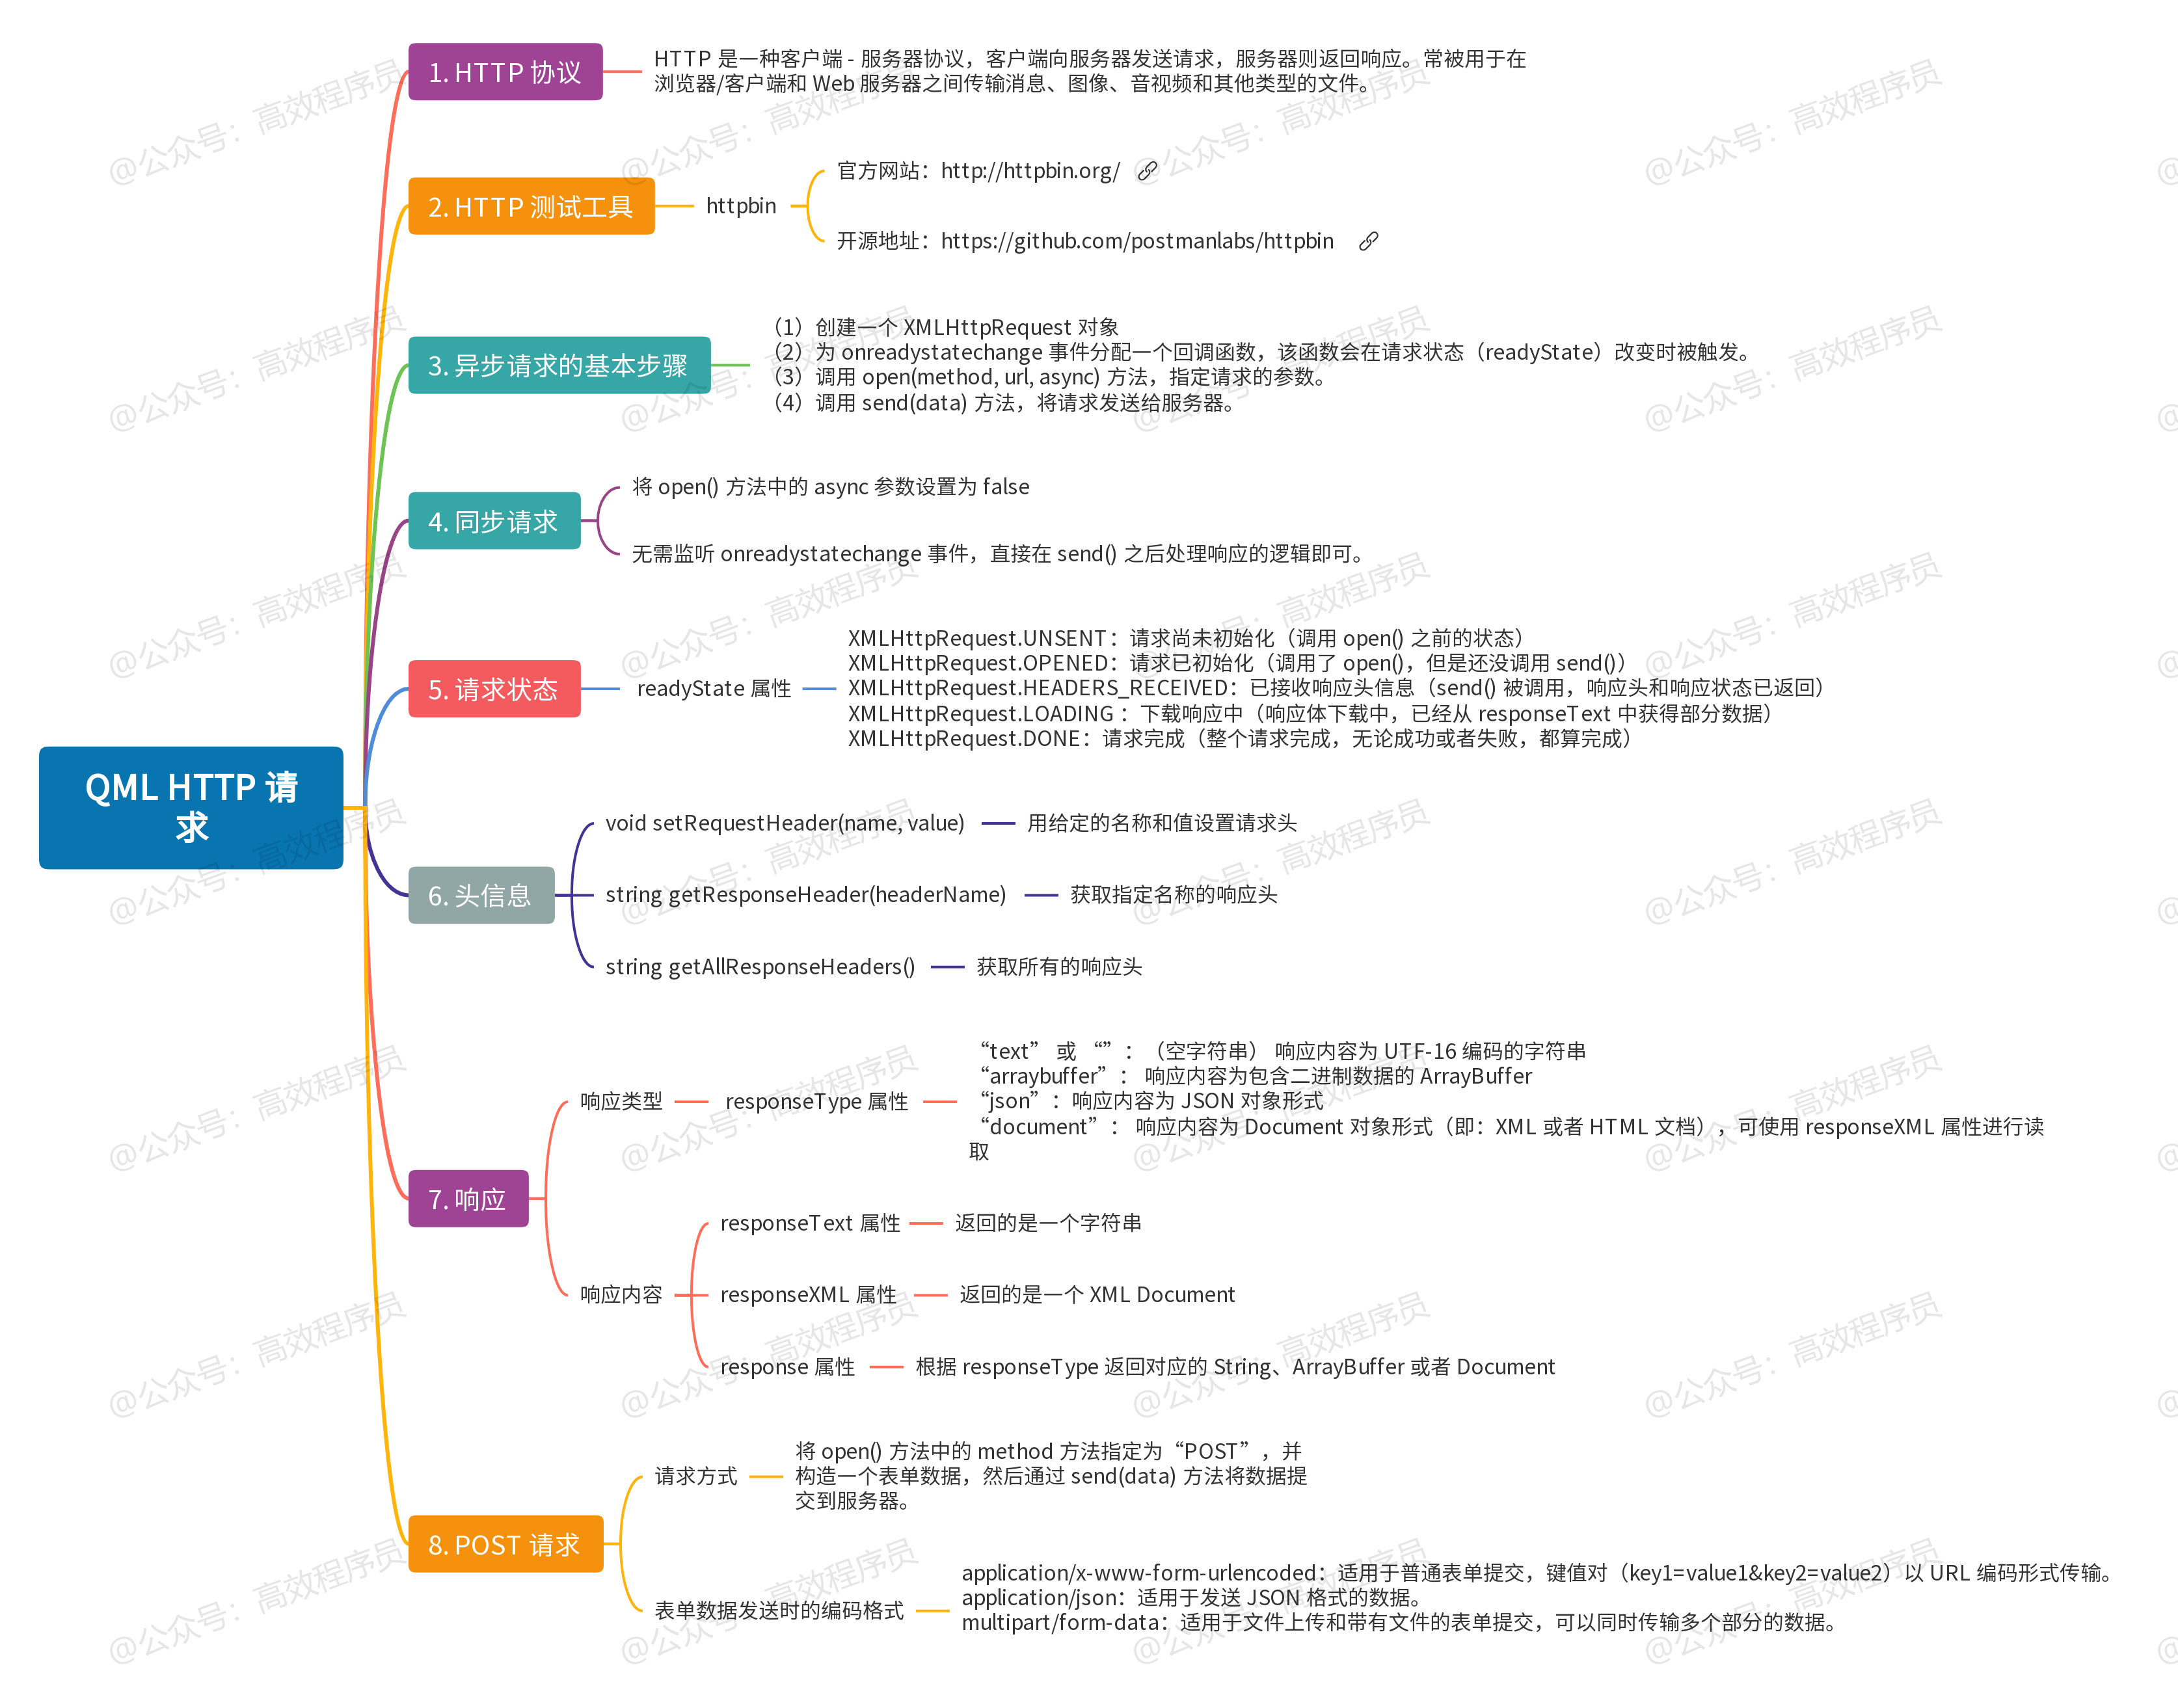 QML HTTP 请
求
1. HTTP 协议
HTTP 是一种客户端 - 服务器协议，客户端向服务器发送请求，服务器则返回响应。常被用于在
浏览器/客户端和 Web 服务器之间传输消息、图像、音视频和其他类型的文件。
2. HTTP 测试工具
httpbin
官方网站：http://httpbin.org/
开源地址：https://github.com/postmanlabs/httpbin
3. 异步请求的基本步骤
（1）创建一个 XMLHttpRequest 对象
（2）为 onreadystatechange 事件分配一个回调函数，该函数会在请求状态（readyState）改变时被触发。
（3）调用 open(method, url, async) 方法，指定请求的参数。
（4）调用 send(data) 方法，将请求发送给服务器。
4. 同步请求
将 open() 方法中的 async 参数设置为 false
无需监听 onreadystatechange 事件，直接在 send() 之后处理响应的逻辑即可。
5. 请求状态
readyState 属性
XMLHttpRequest.UNSENT：请求尚未初始化（调用 open() 之前的状态）
XMLHttpRequest.OPENED：请求已初始化（调用了 open()，但是还没调用 send()）
XMLHttpRequest.HEADERS_RECEIVED：已接收响应头信息（send() 被调用，响应头和响应状态已返回）
XMLHttpRequest.LOADING ：下载响应中（响应体下载中，已经从 responseText 中获得部分数据）
XMLHttpRequest.DONE：请求完成（整个请求完成，无论成功或者失败，都算完成）
6. 头信息
void setRequestHeader(name, value)
用给定的名称和值设置请求头
string getResponseHeader(headerName)
获取指定名称的响应头
string getAllResponseHeaders()
获取所有的响应头
7. 响应
响应类型
responseType 属性
“text” 或 “”：（空字符串） 响应内容为 UTF-16 编码的字符串
“arraybuffer”： 响应内容为包含二进制数据的 ArrayBuffer
“json”：响应内容为 JSON 对象形式
“document”： 响应内容为 Document 对象形式（即：XML 或者 HTML 文档），可使用 responseXML 属性进行读
取
响应内容
responseText 属性
返回的是一个字符串
responseXML 属性
返回的是一个 XML Document
response 属性
根据 responseType 返回对应的 String、ArrayBuffer 或者 Document
8. POST 请求
请求方式
将 open() 方法中的 method 方法指定为“POST”，并
构造一个表单数据，然后通过 send(data) 方法将数据提
交到服务器。
表单数据发送时的编码格式
application/x-www-form-urlencoded：适用于普通表单提交，键值对（key1=value1&key2=value2）以 URL 编码形式传输。
application/json：适用于发送 JSON 格式的数据。
multipart/form-data：适用于文件上传和带有文件的表单提交，可以同时传输多个部分的数据。
@公众号：高效程序员